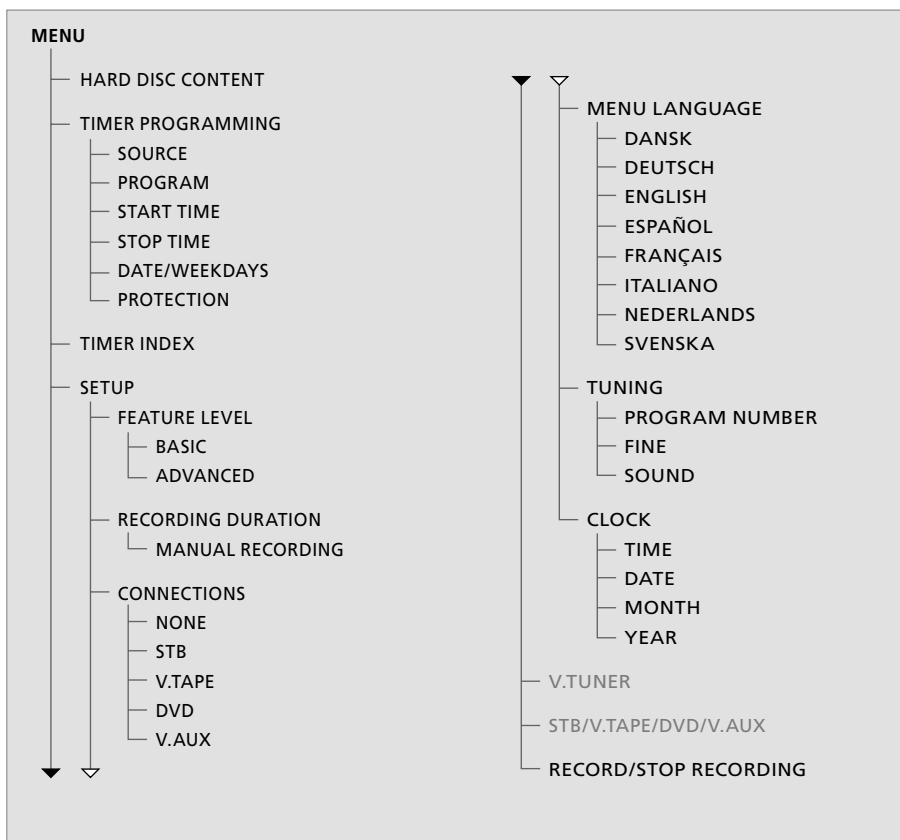 MENU
HARD DISC CONTENT
TIMER PROGRAMMING
SOURCE
PROGRAM
START TIME
STOP TIME
DATE/WEEKDAYS
PROTECTION
TIMER INDEX
SETUP
FEATURE LEVEL
BASIC
ADVANCED
RECORDING DURATION
MANUAL RECORDING
CONNECTIONS
NONE
STB
V.TAPE
DVD
V.AUX
MENU LANGUAGE
DANSK
DEUTSCH
ENGLISH
ESPAÑOL
FRANÇAIS
ITALIANO
NEDERLANDS
SVENSKA
TUNING
PROGRAM NUMBER
FINE
SOUND
CLOCK
TIME
DATE
MONTH
YEAR
V.TUNER
STB/V.TAPE/DVD/V.AUX
RECORD/STOP RECORDING